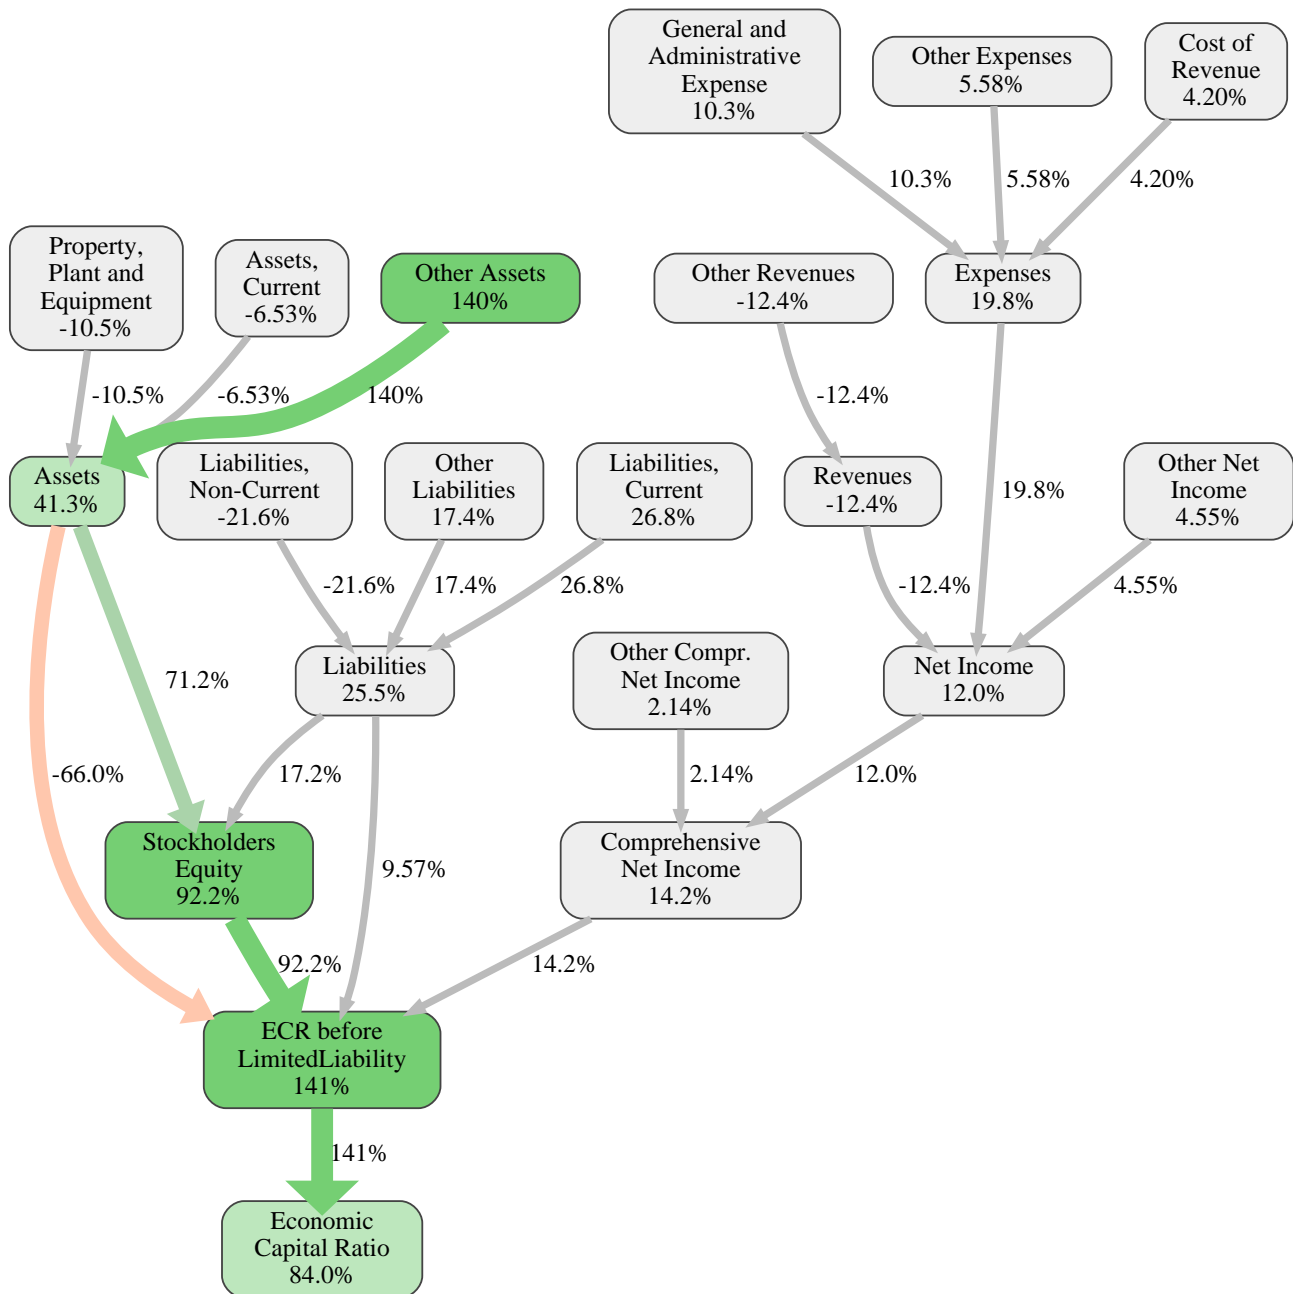 General and
Administrative
Expense
10.3%
Other Expenses
5.58%
Cost of
Revenue
4.20%
10.3%
5.58%
4.20%
Property,
Plant and
Equipment
-10.5%
Assets,
Current
-6.53%
Other Assets
140%
Other Revenues
-12.4%
Expenses
19.8%
-10.5%
-6.53%
140%
-12.4%
Assets
41.3%
Liabilities,
Non-Current
-21.6%
Other
Liabilities
17.4%
Liabilities,
Current
26.8%
Revenues
-12.4%
19.8%
Other Net
Income
4.55%
-21.6%
17.4%
26.8%
-12.4%
4.55%
71.2%
Liabilities
25.5%
Other Compr.
Net Income
2.14%
Net Income
12.0%
-66.0%
17.2%
2.14%
12.0%
Stockholders
Equity
92.2%
9.57%
Comprehensive
Net Income
14.2%
92.2%
14.2%
ECR before
LimitedLiability
141%
141%
Economic
Capital Ratio
84.0%